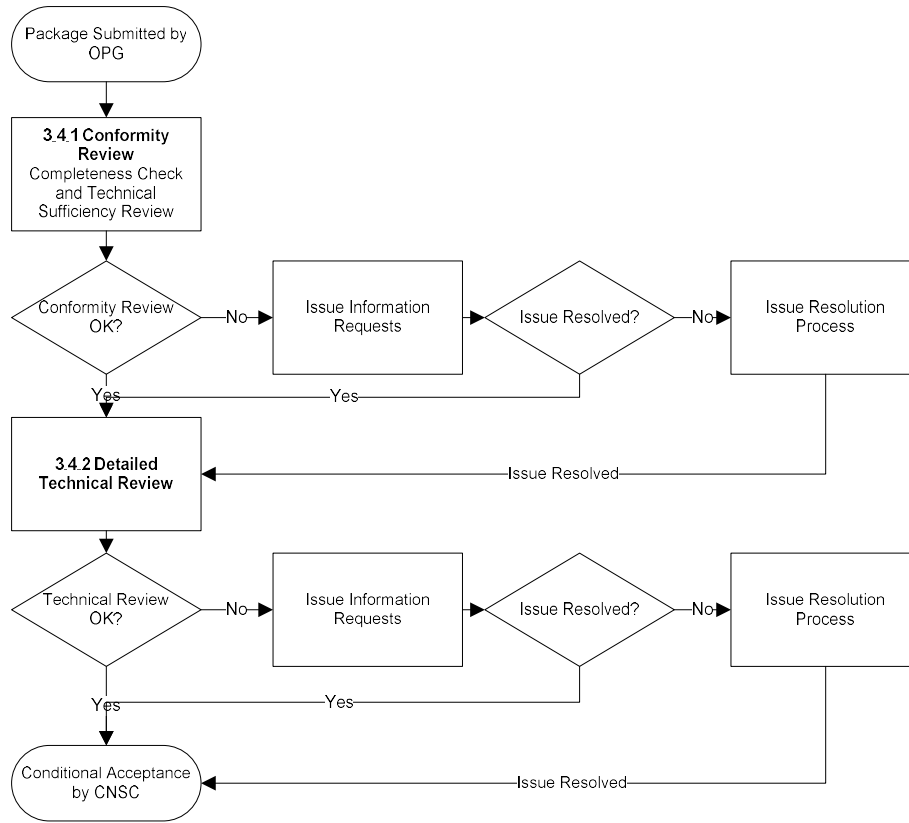 Package Submitted by
OPG
3.4.1 Conformity
Review
Completeness Check
and Technical
Sufficiency Review
Conformity Review
OK?
No
Issue Information
Requests
Issue Resolved?
No
Issue Resolution
Process
Yes
Yes
3.4.2 Detailed
Technical Review
Issue Resolved
Technical Review
OK?
No
Issue Information
Requests
Issue Resolved?
No
Issue Resolution
Process
Yes
Yes
Conditional Acceptance
by CNSC
Issue Resolved